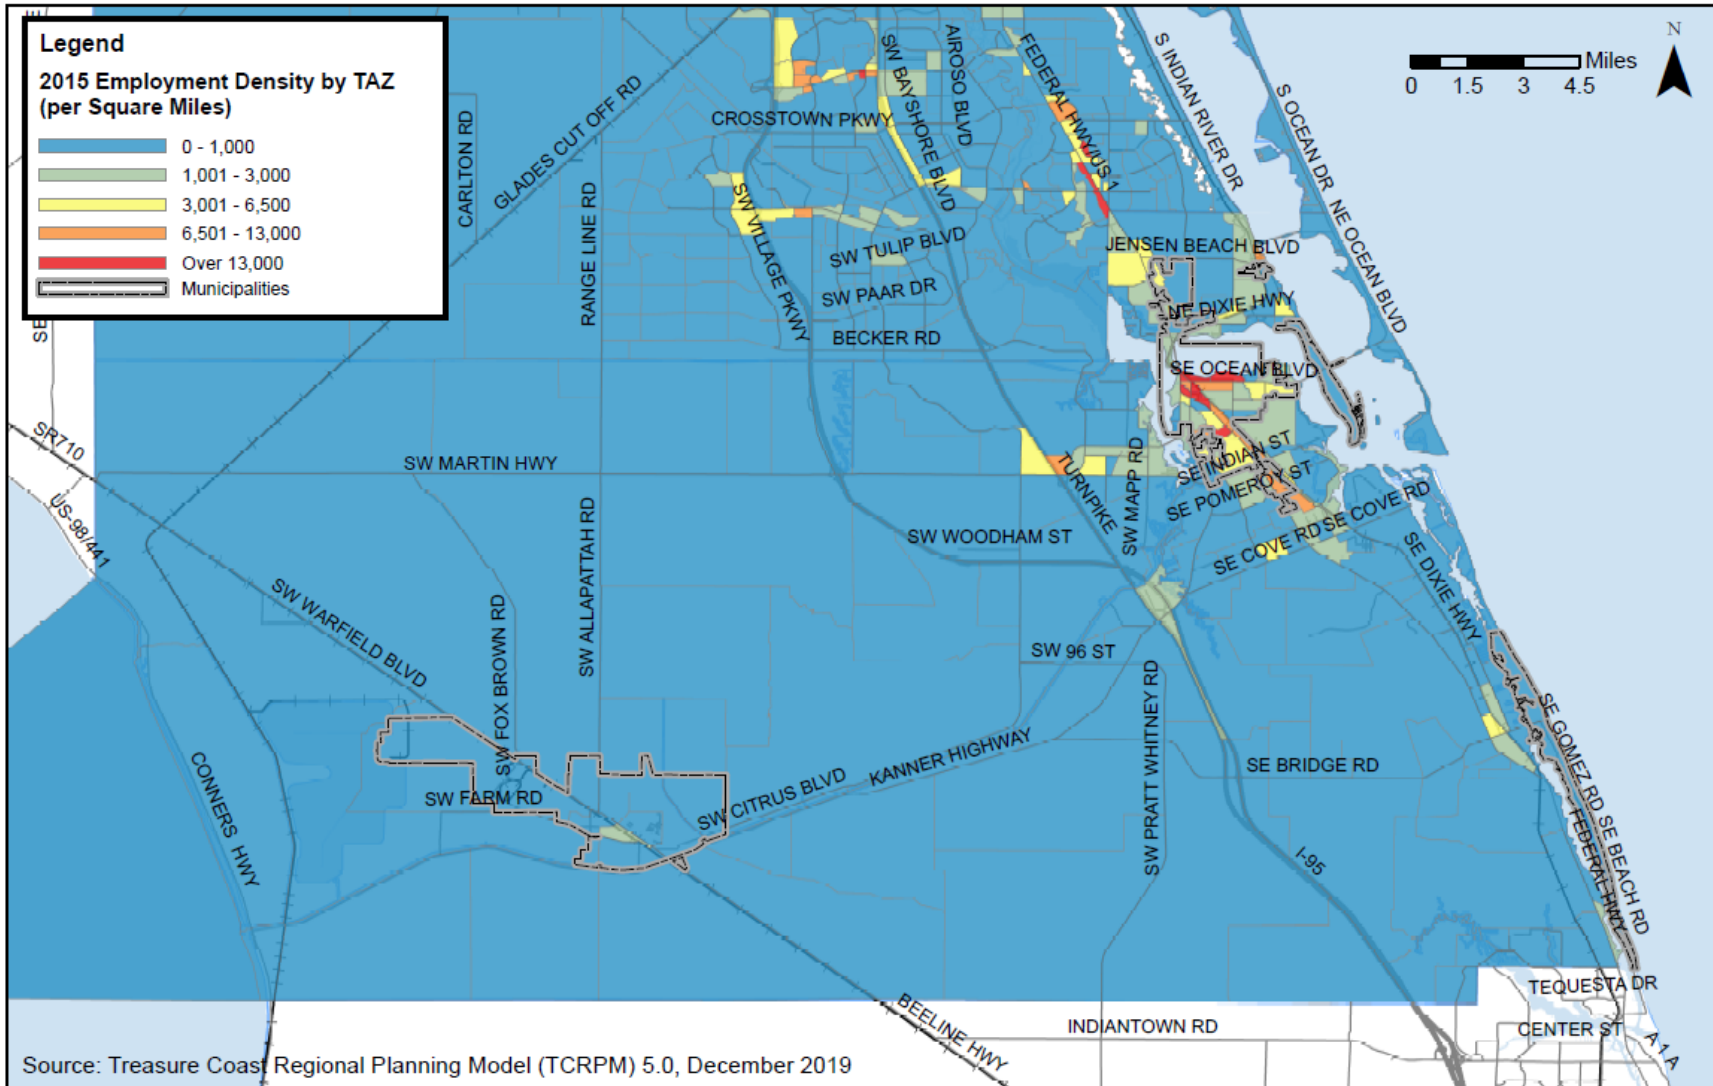 Legend
2015 Employment Density by TAZ
(per Square Miles)
0 - 1,000
1,001 - 3,000
3,001 - 6,500
6,501 - 13,000
Over 13,000
Municipalities
N
Miles
0 1.5 3 4.5
CARLTON RD
GLADES CUT OFF RD
RANGE LINE RD
CROSSTOWN PKWY
SW BAYSHORE BLVD
AIROSO BLVD
FEDERAL HWY/US 1
S INDIAN RIVER DR
S OCEAN DR
NE OCEAN BLVD
SW VILLAGE PKWY
SW TULIP BLVD
SW PAAR DR
BECKER RD
JENSEN BEACH BLVD
NE DIXIE HWY
SE OCEAN BLVD
SR710
US-98/441
SW MARTIN HWY
TURNPIKE
SW MAPP RD
SE INDIAN ST
SE POMEROY ST
SE COVE RD
SE COVE RD
SW WOODHAM ST
SE DIXIE HWY
SW WARFIELD BLVD
SW FOX BROWN RD
SW ALLAPATTAH RD
SW 96 ST
SW PRATT WHITNEY RD
CONNERS HWY
SW FARM RD
SW CITRUS BLVD
KANNER HIGHWAY
SE BRIDGE RD
I-95
SE GOMEZ RD
SE BEACH RD
FEDERAL HWY
TEQUESTA DR
CENTER ST
A 1 A
BEELINE HWY
INDIANTOWN RD
Source: Treasure Coast Regional Planning Model (TCRPM) 5.0, December 2019